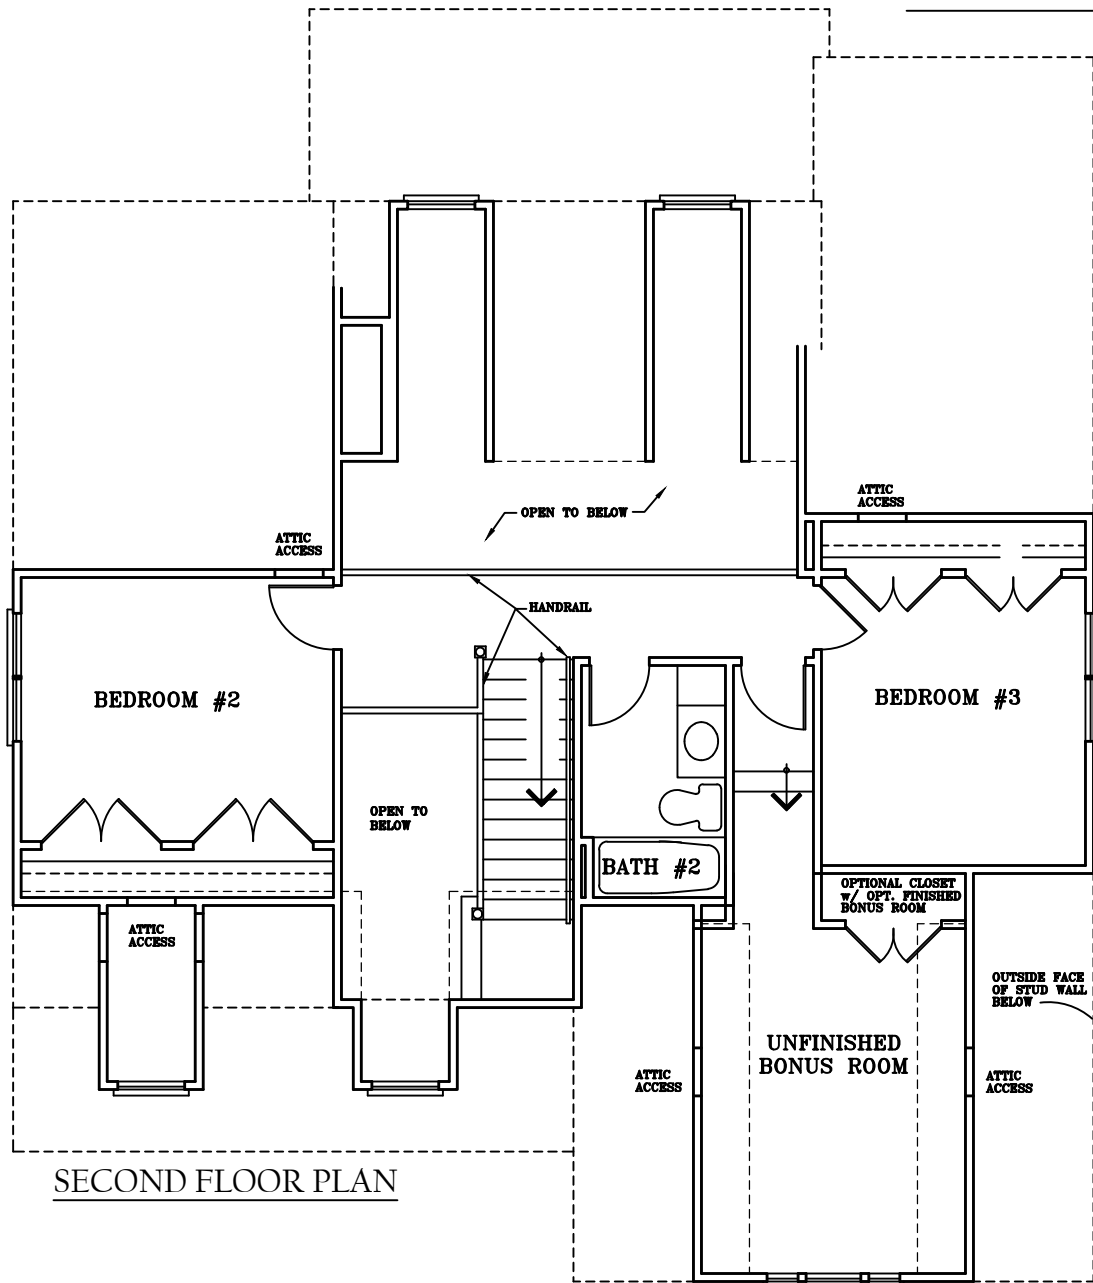 ATTIC
ACCESS
OPEN TO BELOW
ATTIC
ACCESS
HANDRAIL
BEDROOM #2
BEDROOM #3
OPEN TO
BELOW
BATH #2
OPTIONAL CLOSET
w/ OPT. FINISHED
BONUS ROOM
ATTIC
ACCESS
OUTSIDE FACE
OF STUD WALL
BELOW
UNFINISHED
BONUS ROOM
ATTIC
ACCESS
ATTIC
ACCESS
SECOND FLOOR PLAN